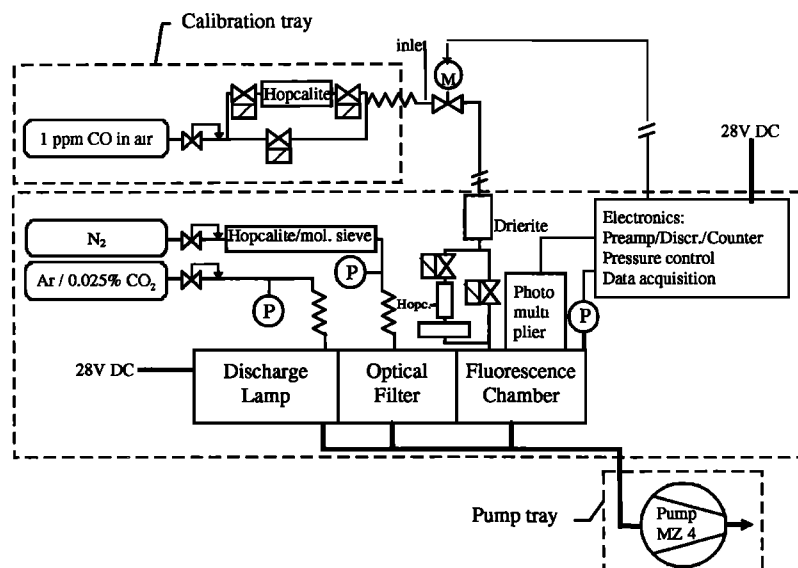 Calibration tray
inlet
M
Hopcalite
1 ppm CO in air
28V DC
N₂
Hopcalite/mol. sieve
Drierite
Electronics:
Preamp/Discr./Counter
Pressure control
Data acquisition
Ar / 0.025% CO₂
P
P
Hopc.
Photo
multi
plier
P
28V DC
Discharge
Lamp
Optical
Filter
Fluorescence
Chamber
Pump tray
Pump
MZ 4